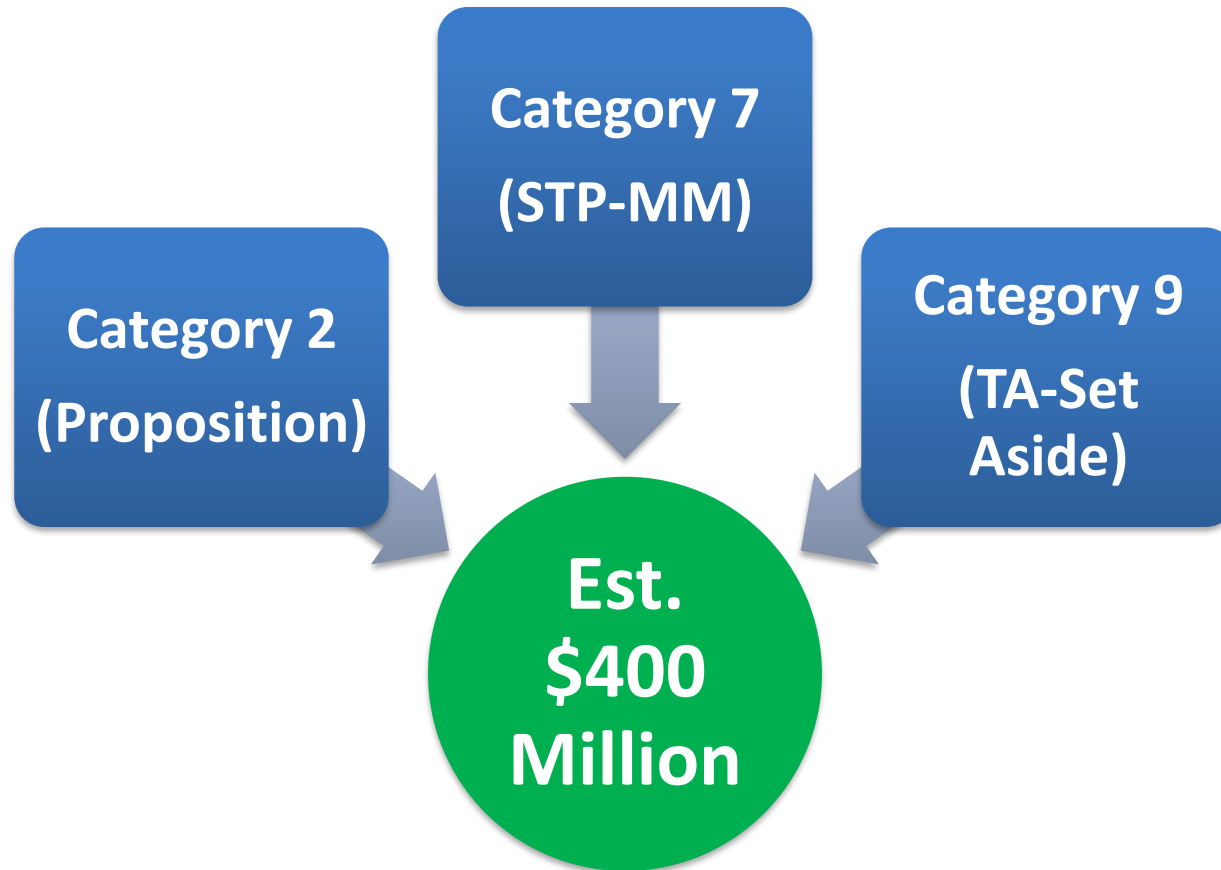 Category 2
(Proposition)
Category 7
(STP-MM)
Category 9
(TA-Set
Aside)
Est.
$400
Million